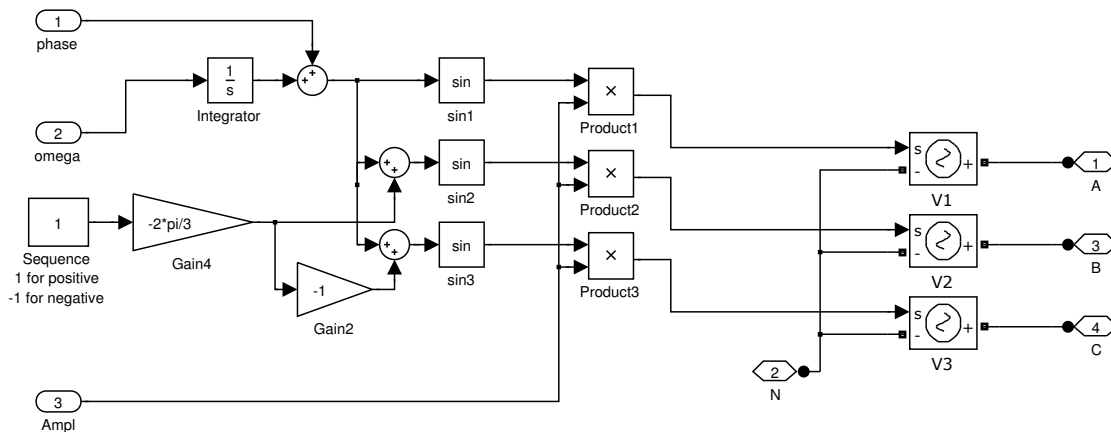 1
phase
1
s
Integrator
+
+
sin
sin1
×
Product1
2
omega
+
+
sin
sin2
×
Product2
s
-
+
V1
1
A
1
Sequence
1 for positive
-1 for negative
-2*pi/3
Gain4
+
+
sin
sin3
×
Product3
s
-
+
V2
3
B
-1
Gain2
s
-
+
V3
4
C
2
N
3
Ampl